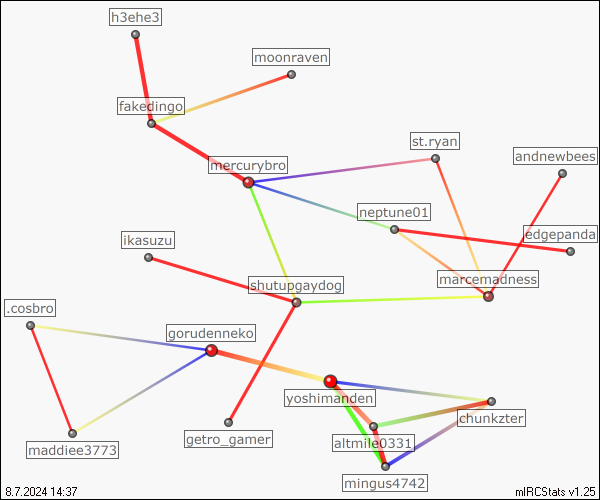 h3ehe3
moonraven
fakedingo
st.ryan
andnewbees
mercurybro
neptune01
edgepanda
ikasuzu
marcemadness
shutupgaydog
.cosbro
gorudenneko
yoshimanden
chunkzter
getro_gamer
altmile0331
maddiee3773
mingus4742
8.7.2024 14:37
mIRCStats v1.25